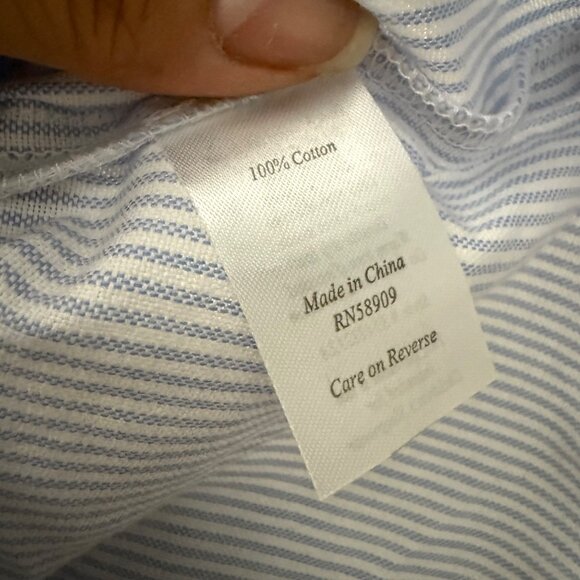 100% Cotton
Made in China
RN58909
Care on Reverse